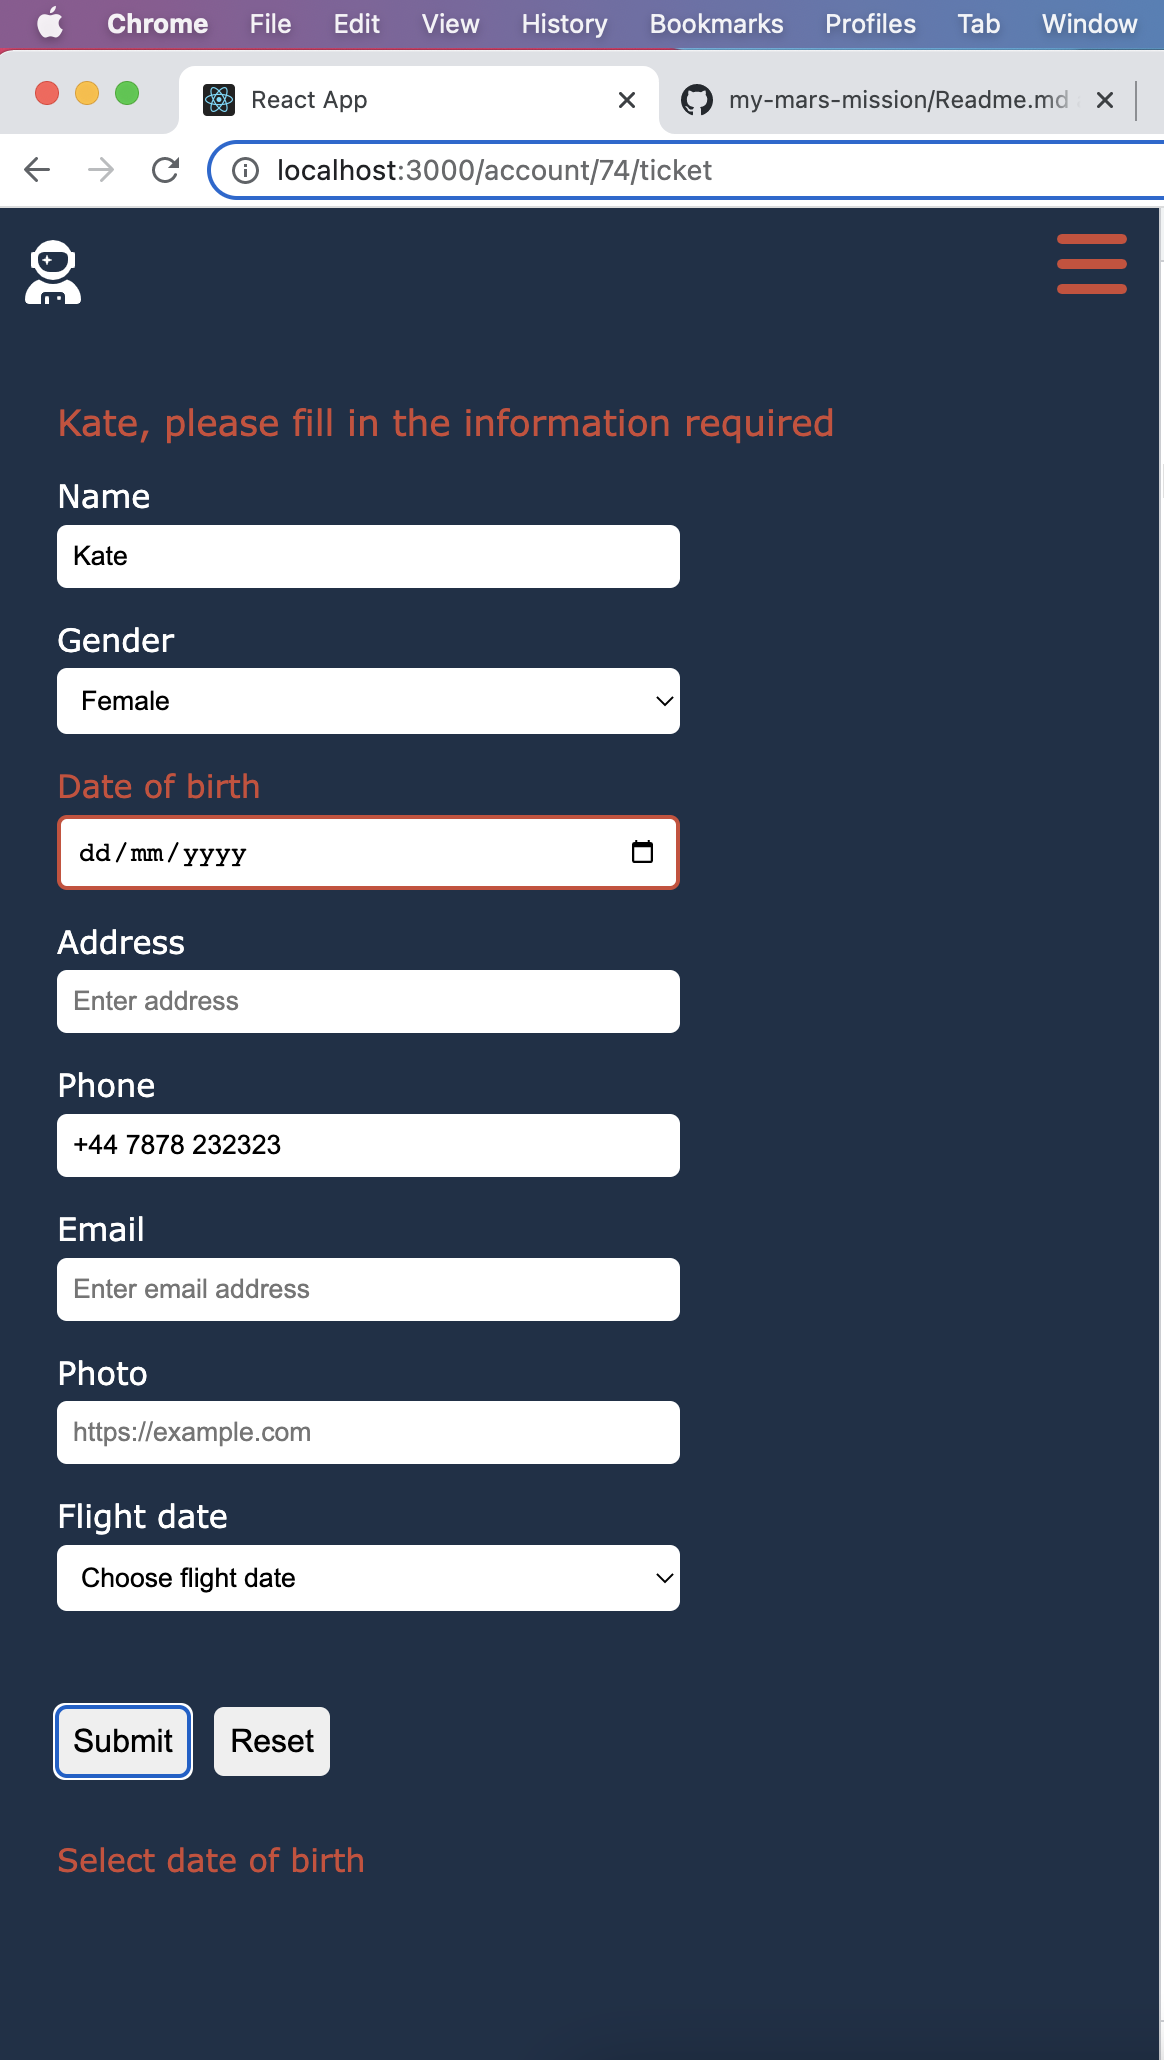 Chrome File Edit View History Bookmarks Profiles Tab Window
React App my-mars-mission/Readme.md
localhost:3000/account/74/ticket
Kate, please fill in the information required
Name
Kate
Gender
Female
Date of birth
dd/mm/yyyy
Address
Enter address
Phone
+44 7878 232323
Email
Enter email address
Photo
https://example.com
Flight date
Choose flight date
Submit Reset
Select date of birth